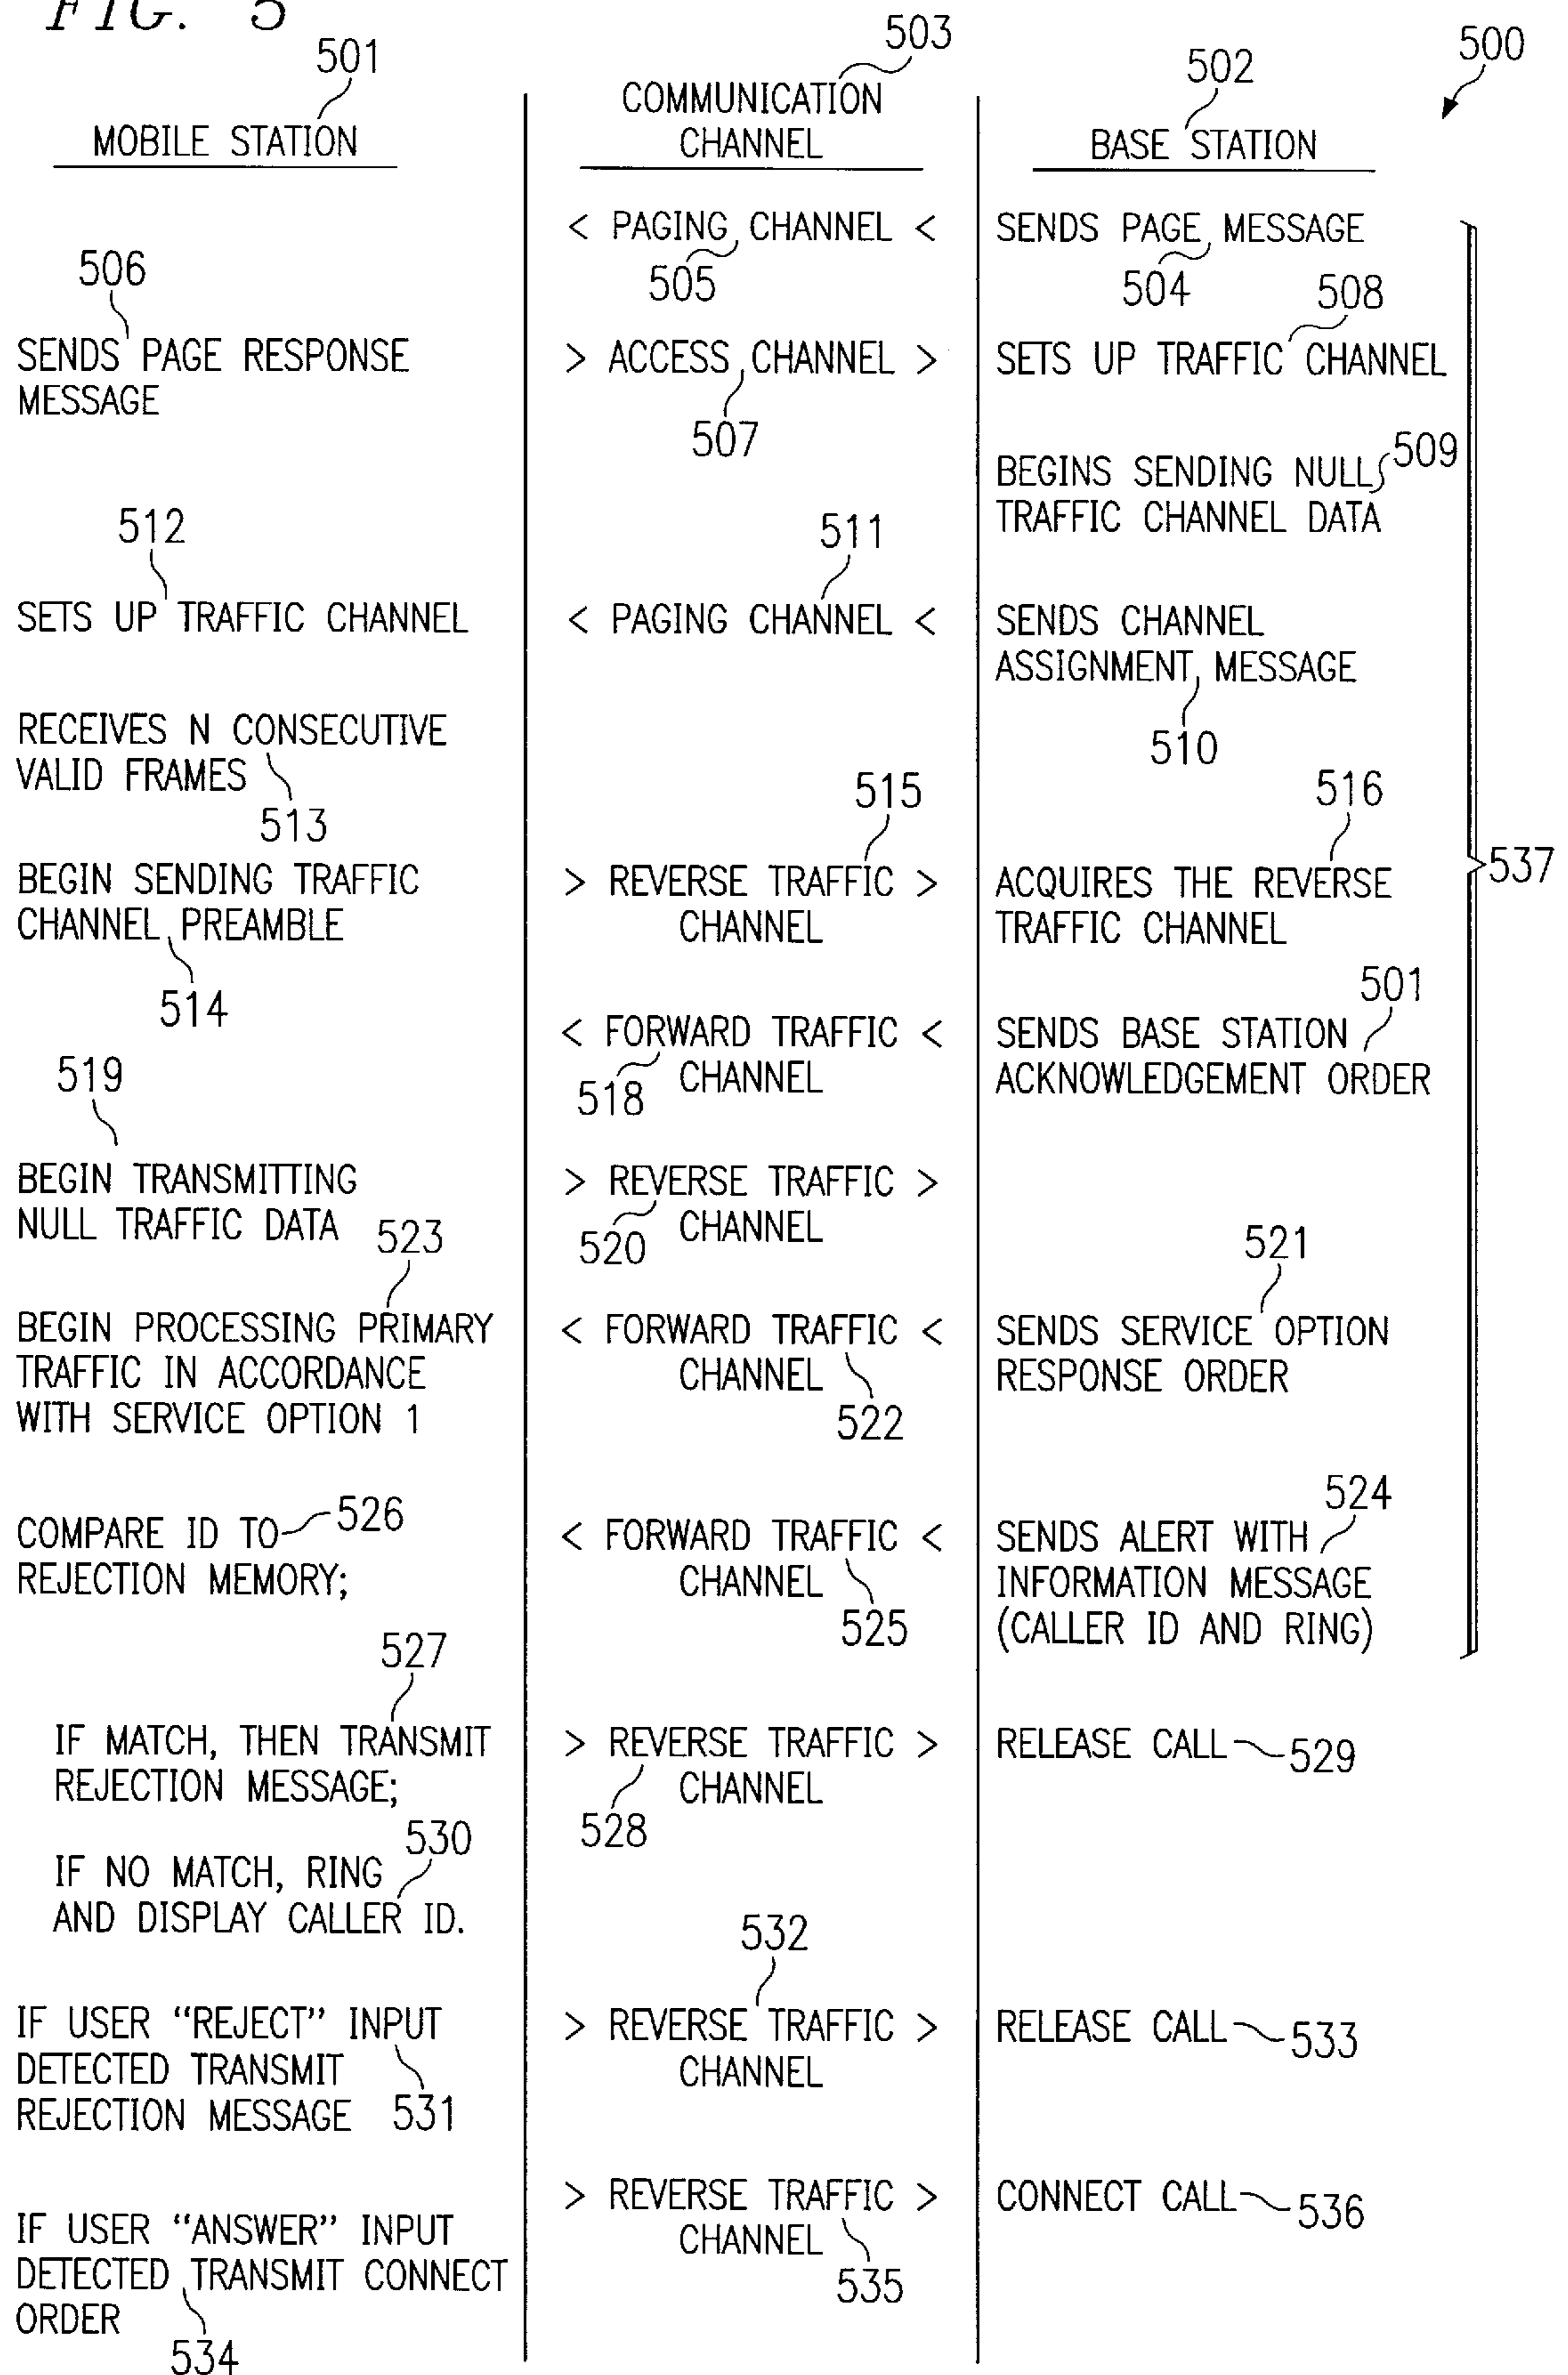 FIG. 5
501
503
502
500
MOBILE STATION
COMMUNICATION
CHANNEL
BASE STATION
< PAGING CHANNEL <
505
SENDS PAGE MESSAGE
504
506
SENDS PAGE RESPONSE
MESSAGE
> ACCESS CHANNEL >
507
508
SETS UP TRAFFIC CHANNEL
BEGINS SENDING NULL
TRAFFIC CHANNEL DATA
509
512
SETS UP TRAFFIC CHANNEL
511
< PAGING CHANNEL <
SENDS CHANNEL
ASSIGNMENT MESSAGE
510
RECEIVES N CONSECUTIVE
VALID FRAMES
513
BEGIN SENDING TRAFFIC
CHANNEL PREAMBLE
514
515
> REVERSE TRAFFIC >
CHANNEL
516
ACQUIRES THE REVERSE
TRAFFIC CHANNEL
537
< FORWARD TRAFFIC <
CHANNEL
518
501
SENDS BASE STATION
ACKNOWLEDGEMENT ORDER
519
BEGIN TRANSMITTING
NULL TRAFFIC DATA
> REVERSE TRAFFIC >
CHANNEL
520
523
BEGIN PROCESSING PRIMARY
TRAFFIC IN ACCORDANCE
WITH SERVICE OPTION 1
< FORWARD TRAFFIC <
CHANNEL
522
521
SENDS SERVICE OPTION
RESPONSE ORDER
COMPARE ID TO
REJECTION MEMORY;
526
< FORWARD TRAFFIC <
CHANNEL
525
524
SENDS ALERT WITH
INFORMATION MESSAGE
(CALLER ID AND RING)
527
IF MATCH, THEN TRANSMIT
REJECTION MESSAGE;
> REVERSE TRAFFIC >
CHANNEL
528
RELEASE CALL
529
530
IF NO MATCH, RING
AND DISPLAY CALLER ID.
IF USER “REJECT” INPUT
DETECTED TRANSMIT
REJECTION MESSAGE
531
532
> REVERSE TRAFFIC >
CHANNEL
RELEASE CALL
533
IF USER “ANSWER” INPUT
DETECTED TRANSMIT CONNECT
ORDER
534
> REVERSE TRAFFIC >
CHANNEL
535
CONNECT CALL
536